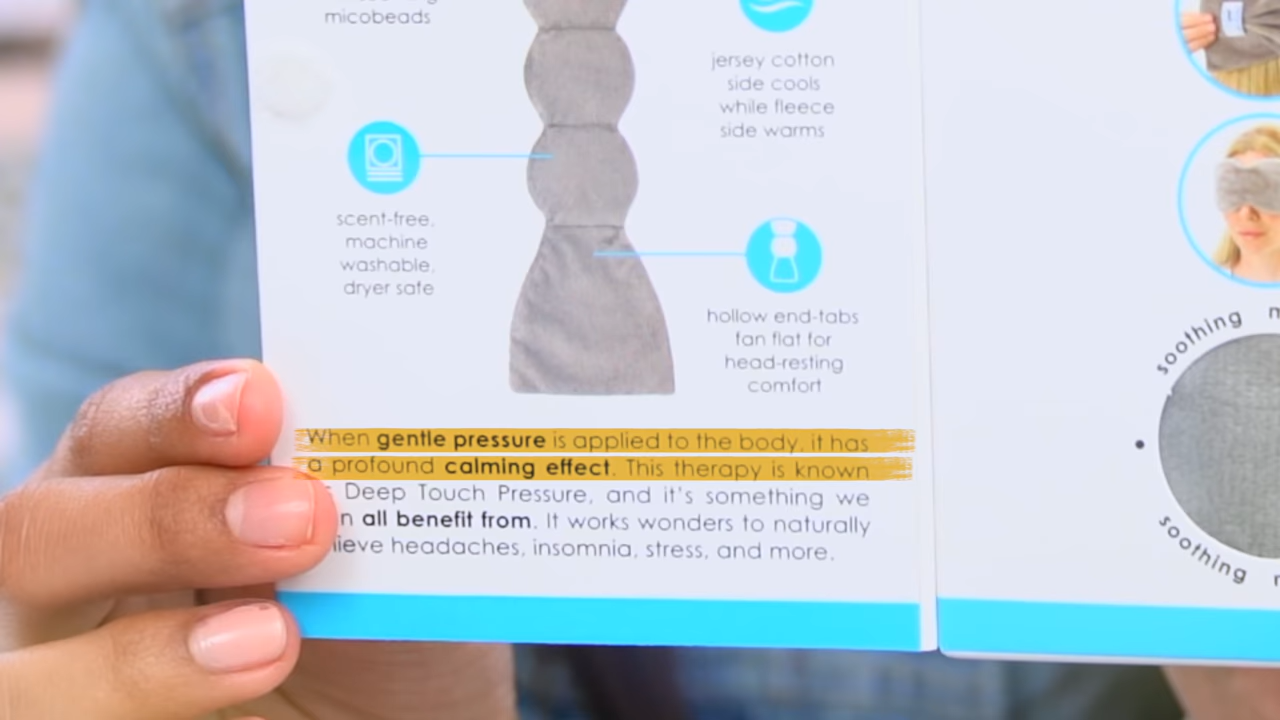 micobeads
jersey cotton
side cools
while fleece
side warms
scent-free,
machine
washable,
dryer safe
hollow end-tabs
fan flat for
head-resting
comfort
When gentle pressure is applied to the body, it has
a profound calming effect. This therapy is known
Deep Touch Pressure, and it's something we
all benefit from. It works wonders to naturally
headaches, insomnia, stress, and more.
soothing
soothing